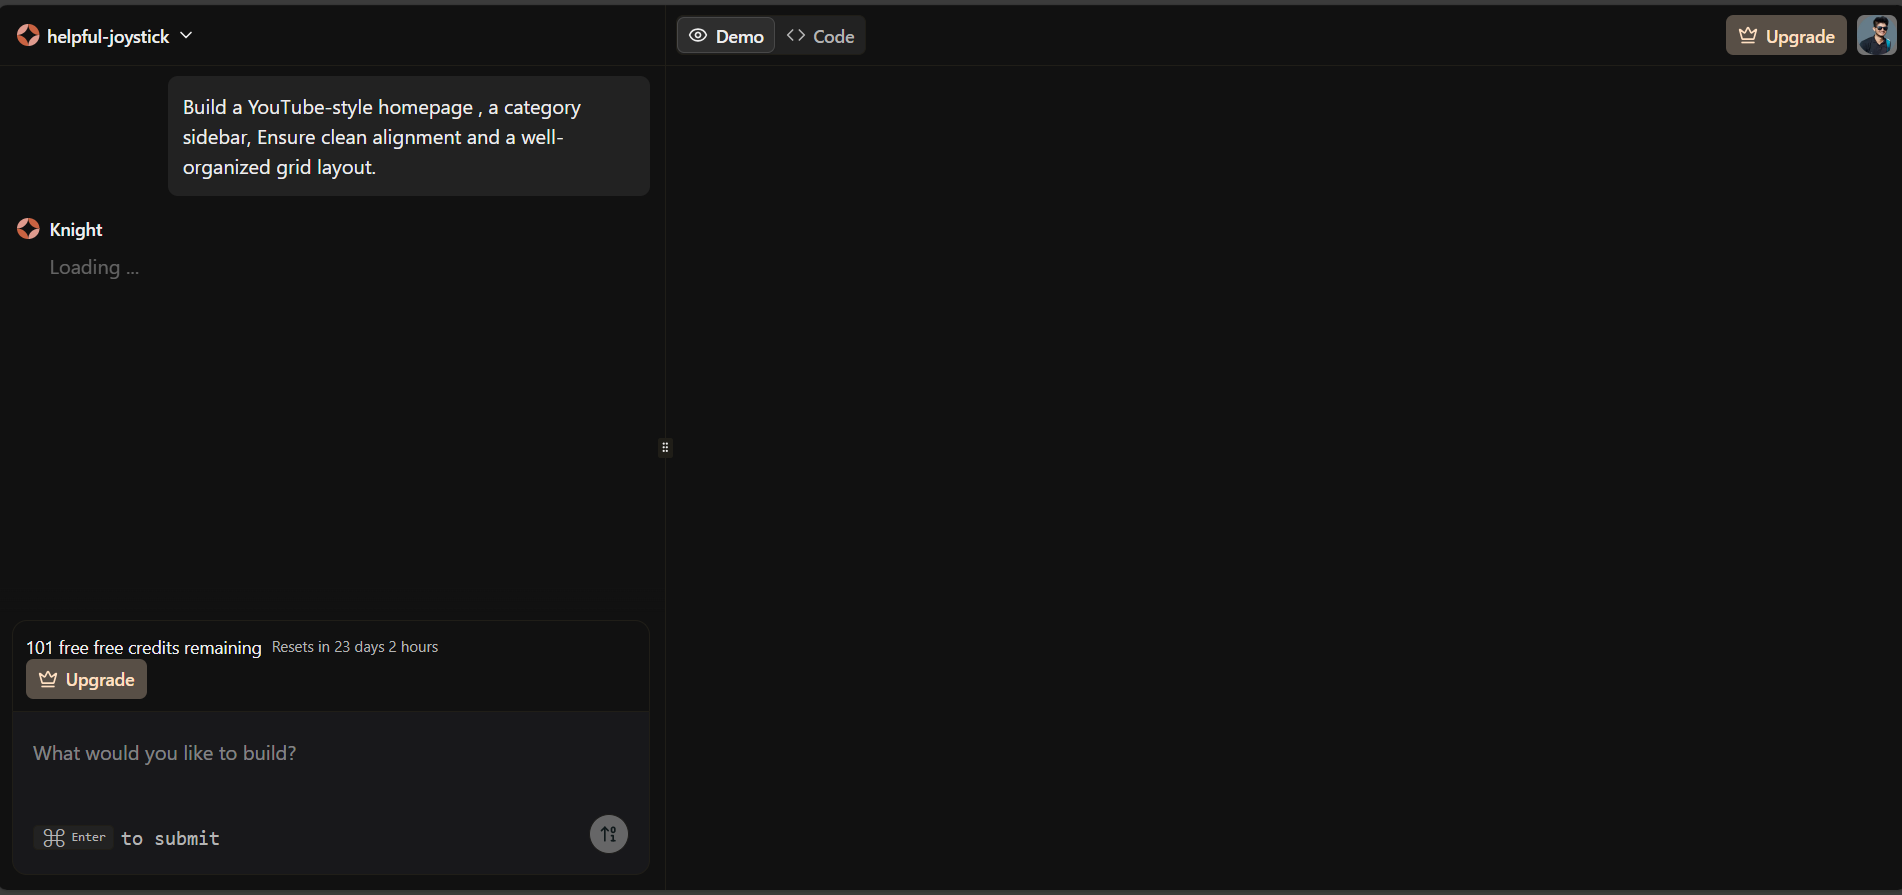 helpful-joystick
Demo
Code
Upgrade
Build a YouTube-style homepage , a category
sidebar, Ensure clean alignment and a well-
organized grid layout.
Knight
Loading ...
101 free free credits remaining Resets in 23 days 2 hours
Upgrade
What would you like to build?
⌘ Enter to submit